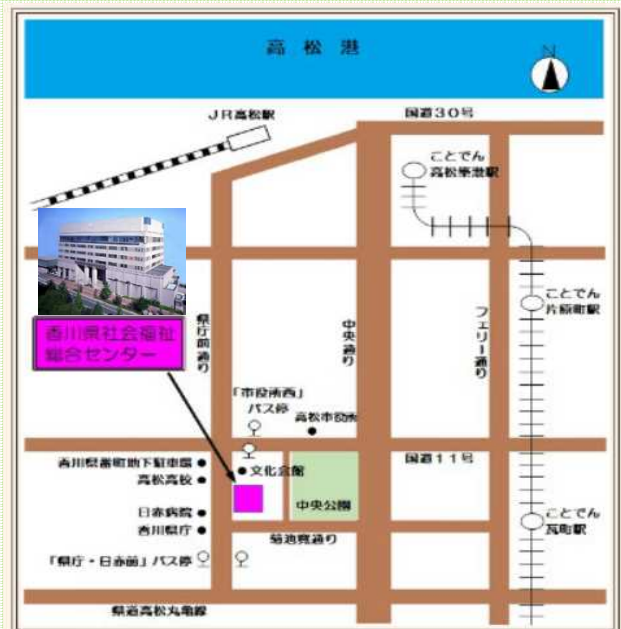 高松港
N
JR高松駅
国道30号
ことでん
高松築港駅
香川県社会福祉
総合センター
県庁前通り
中央通り
フェリー通り
ことでん
片原町駅
「市役所西」
バス停
高松市役所
香川県番町地下駐車場
文化会館
国道11号
高松高校
中央公園
日赤病院
香川県庁
菊池寛通り
ことでん
瓦町駅
「県庁・日赤前」バス停
県道高松丸亀線